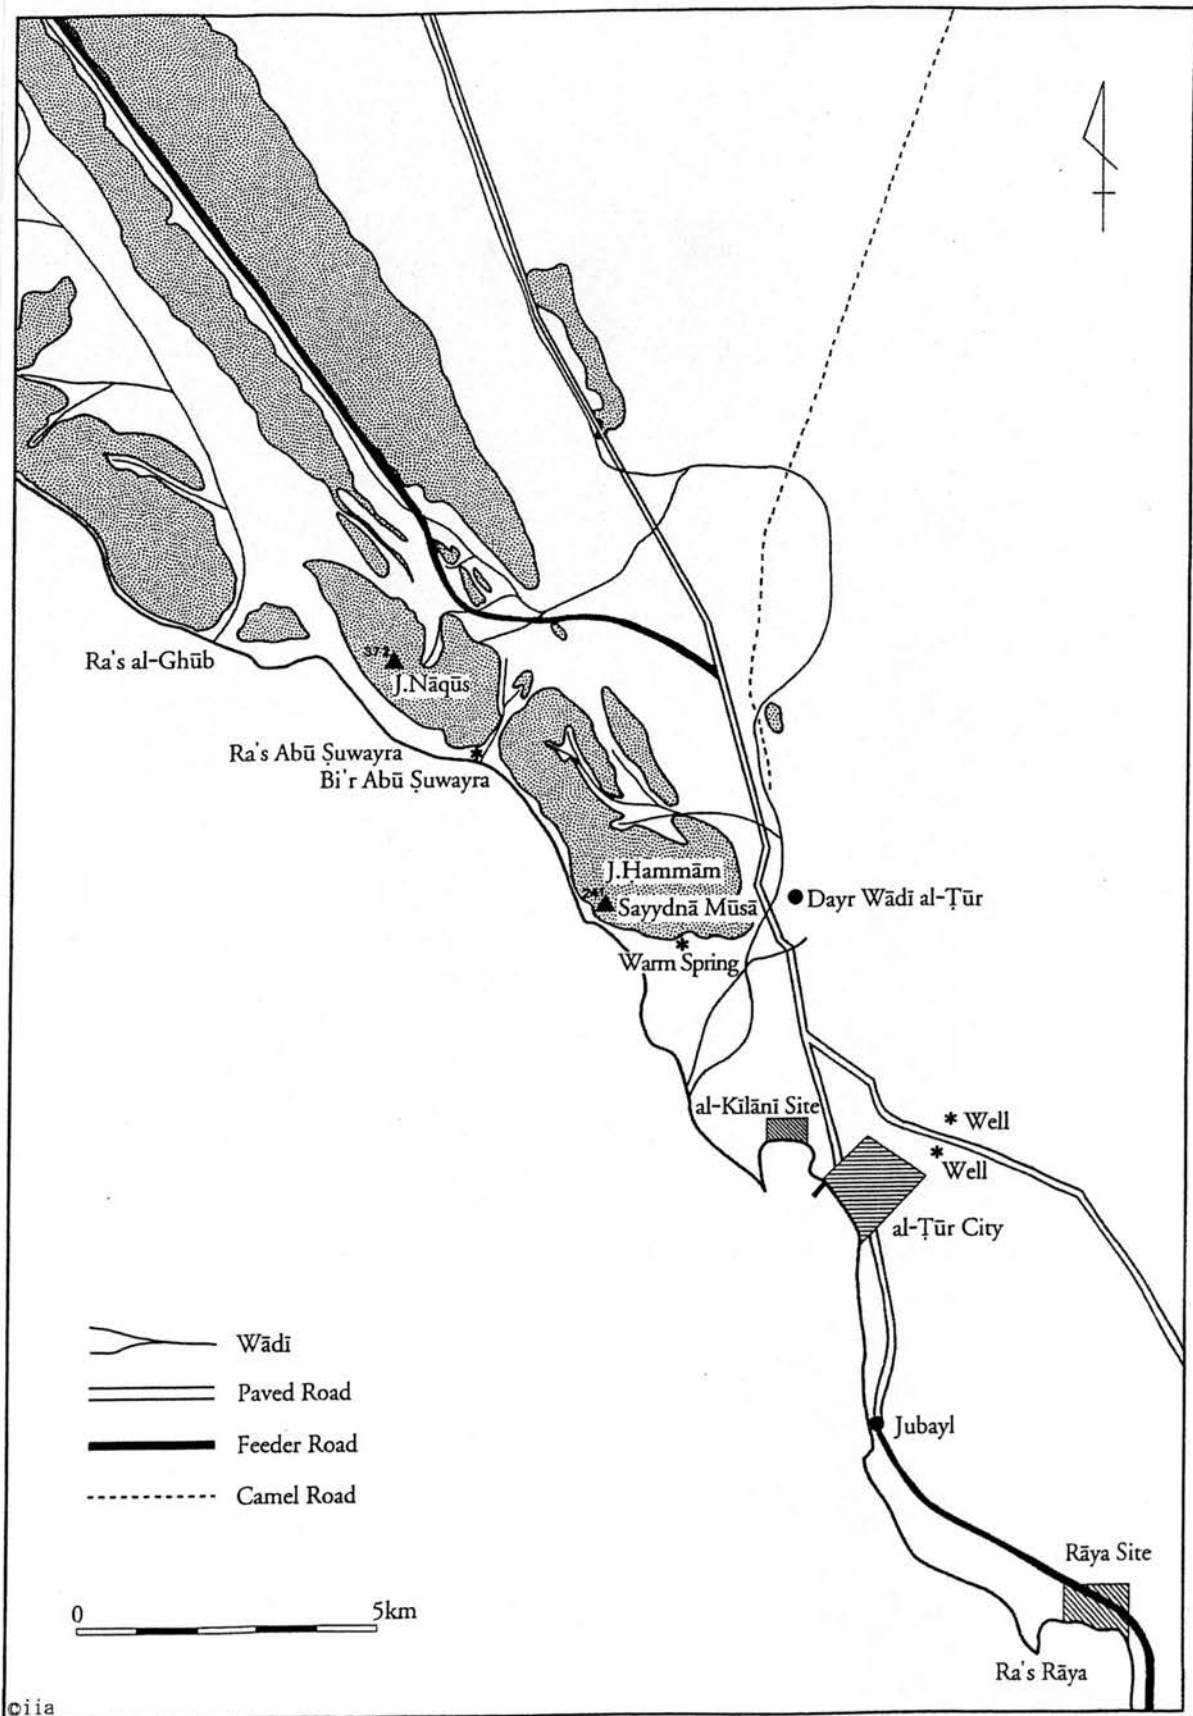 Ra's al-Ghūb
372
J.Nāqūs
Ra's Abū Ṣuwayra
Bi'r Abū Ṣuwayra
J.Ḥammām
241
Sayydnā Mūsā
Dayr Wādī al-Ṭūr
Warm Spring
al-Kīlānī Site
Well
Well
al-Ṭūr City
Wādī
Paved Road
Jubayl
Feeder Road
Camel Road
Rāya Site
0 5km
Ra's Rāya
©iia